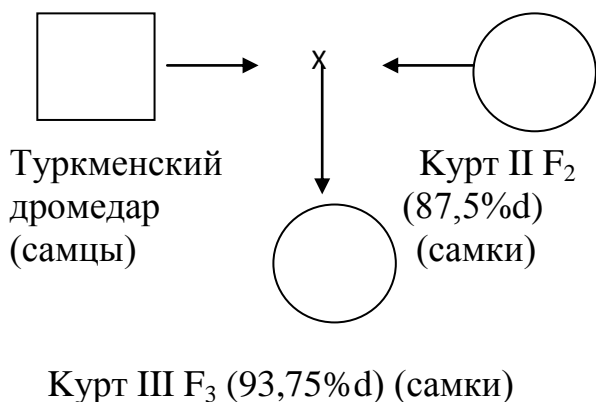 х
Туркменский
дромедар
(самцы)
Курт II F₂
(87,5%d)
(самки)
Курт III F₃ (93,75%d) (самки)